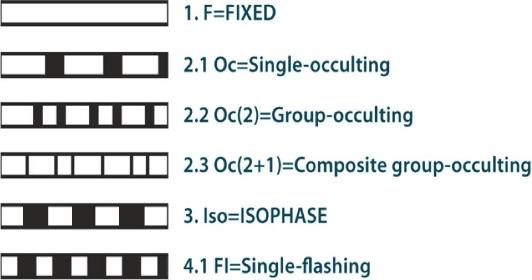 1. F=FIXED
2.1 Oc=Single-occulting
2.2 Oc(2)=Group-occulting
2.3 Oc(2+1)=Composite group-occulting
3. Iso=ISOPHASE
4.1 FI=Single-flashing